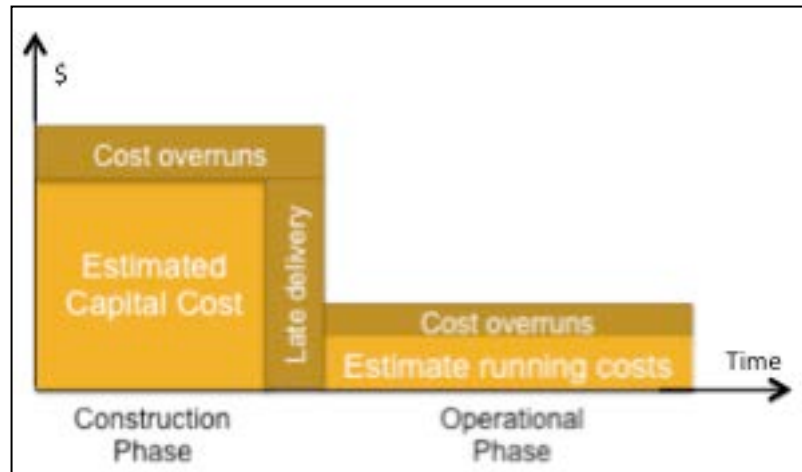 $
Cost overruns
Estimated
Capital Cost
Late delivery
Cost overruns
Estimate running costs
Time
Construction
Phase
Operational
Phase